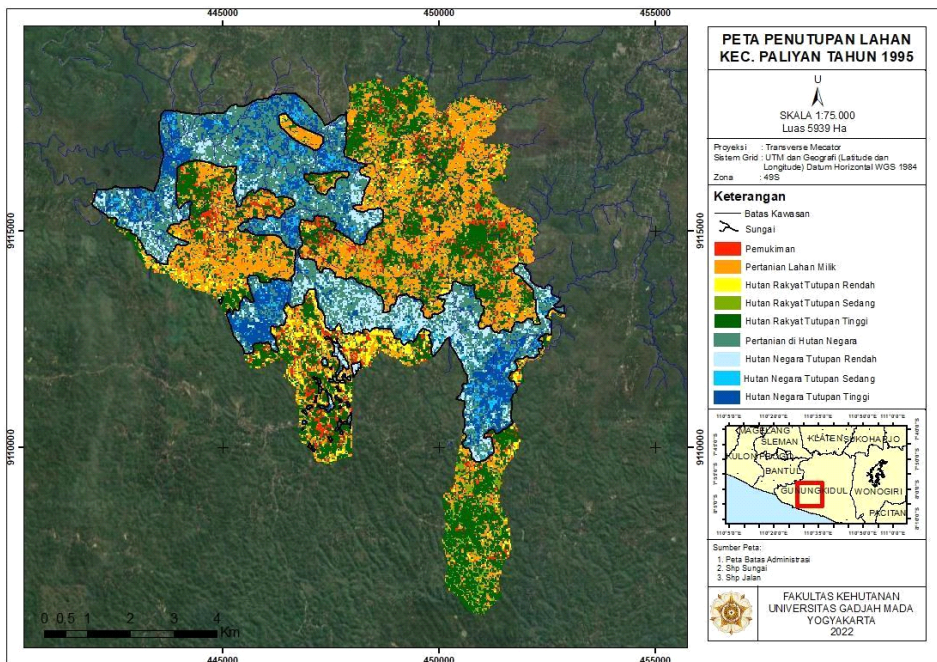 445000
450000
455000
9115000
9110000
9115000
9110000
0 0.5 1 2 3 4
Km
445000
450000
455000
PETA PENUTUPAN LAHAN
KEC. PALIYAN TAHUN 1995
U
SKALA 1:75.000
Luas 5939 Ha
Proyeksi : Transverse Mecator
Sistem Grid : UTM dan Geografi (Latitude dan
Longitude) Datum Horizontal WGS 1984
Zona : 49S
Keterangan
Batas Kawasan
Sungai
Pemukiman
Pertanian Lahan Milik
Hutan Rakyat Tutupan Rendah
Hutan Rakyat Tutupan Sedang
Hutan Rakyat Tutupan Tinggi
Pertanian di Hutan Negara
Hutan Negara Tutupan Rendah
Hutan Negara Tutupan Sedang
Hutan Negara Tutupan Tinggi
MAGELANG
SLEMAN
KLATEN
SUKOHARJO
BANTUL
GUNUNGKIDUL
WONOGIRI
PACITAN
Sumber Peta:
1. Peta Batas Administrasi
2. Shp Sungai
3. Shp Jalan
FAKULTAS KEHUTANAN
UNIVERSITAS GADJAH MADA
YOGYAKARTA
2022